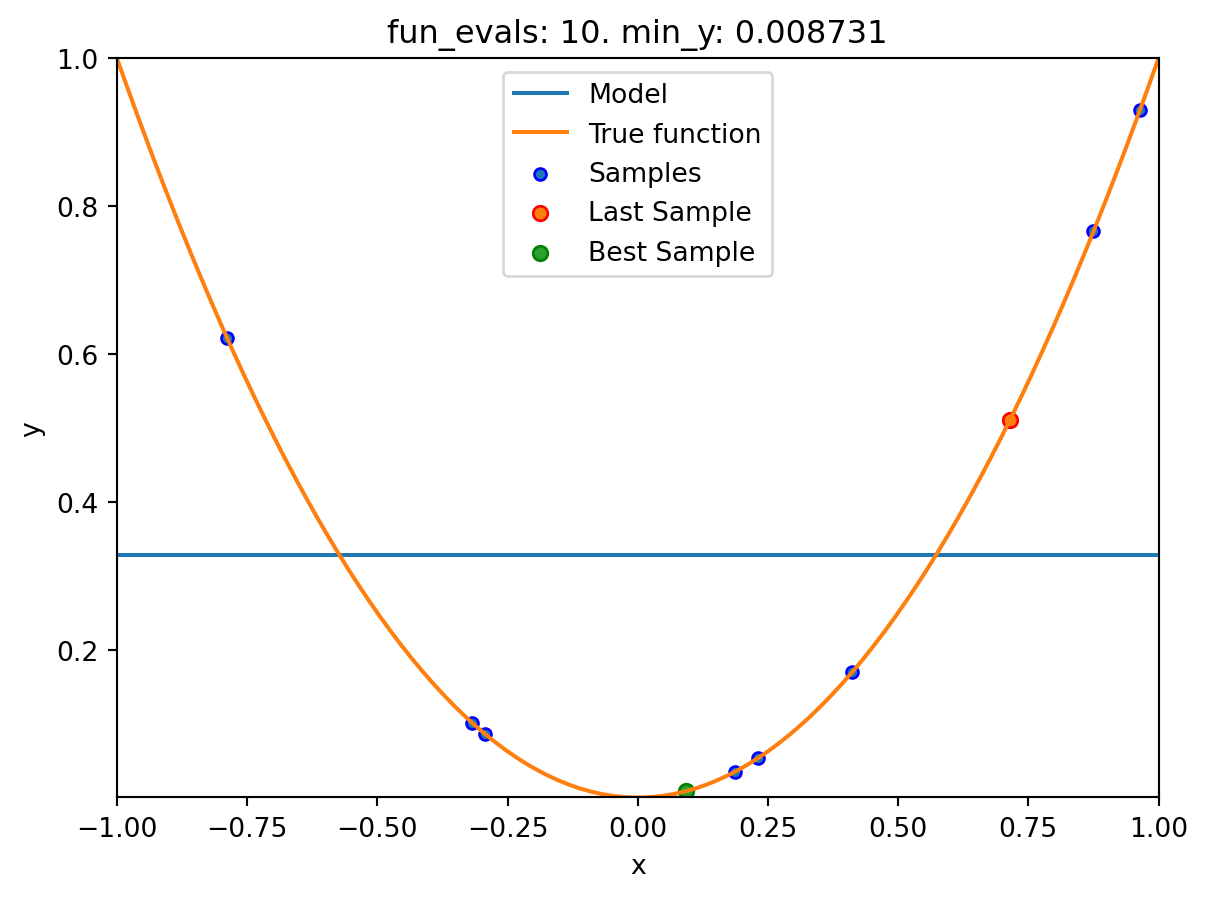 fun_evals: 10. min_y: 0.008731
Model
True function
Samples
Last Sample
Best Sample
1.0
0.8
0.6
0.4
0.2
y
−1.00 −0.75 −0.50 −0.25 0.00 0.25 0.50 0.75 1.00
x